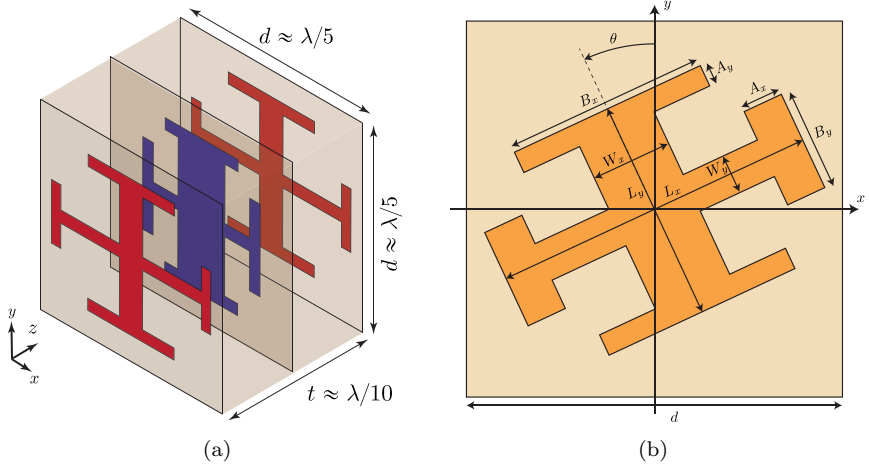 d ≈ λ/5
d ≈ λ/5
t ≈ λ/10
y
z
x
(a)
y
θ
B_x
A_y
A_x
B_y
W_x
W_y
L_y
L_x
x
d
(b)